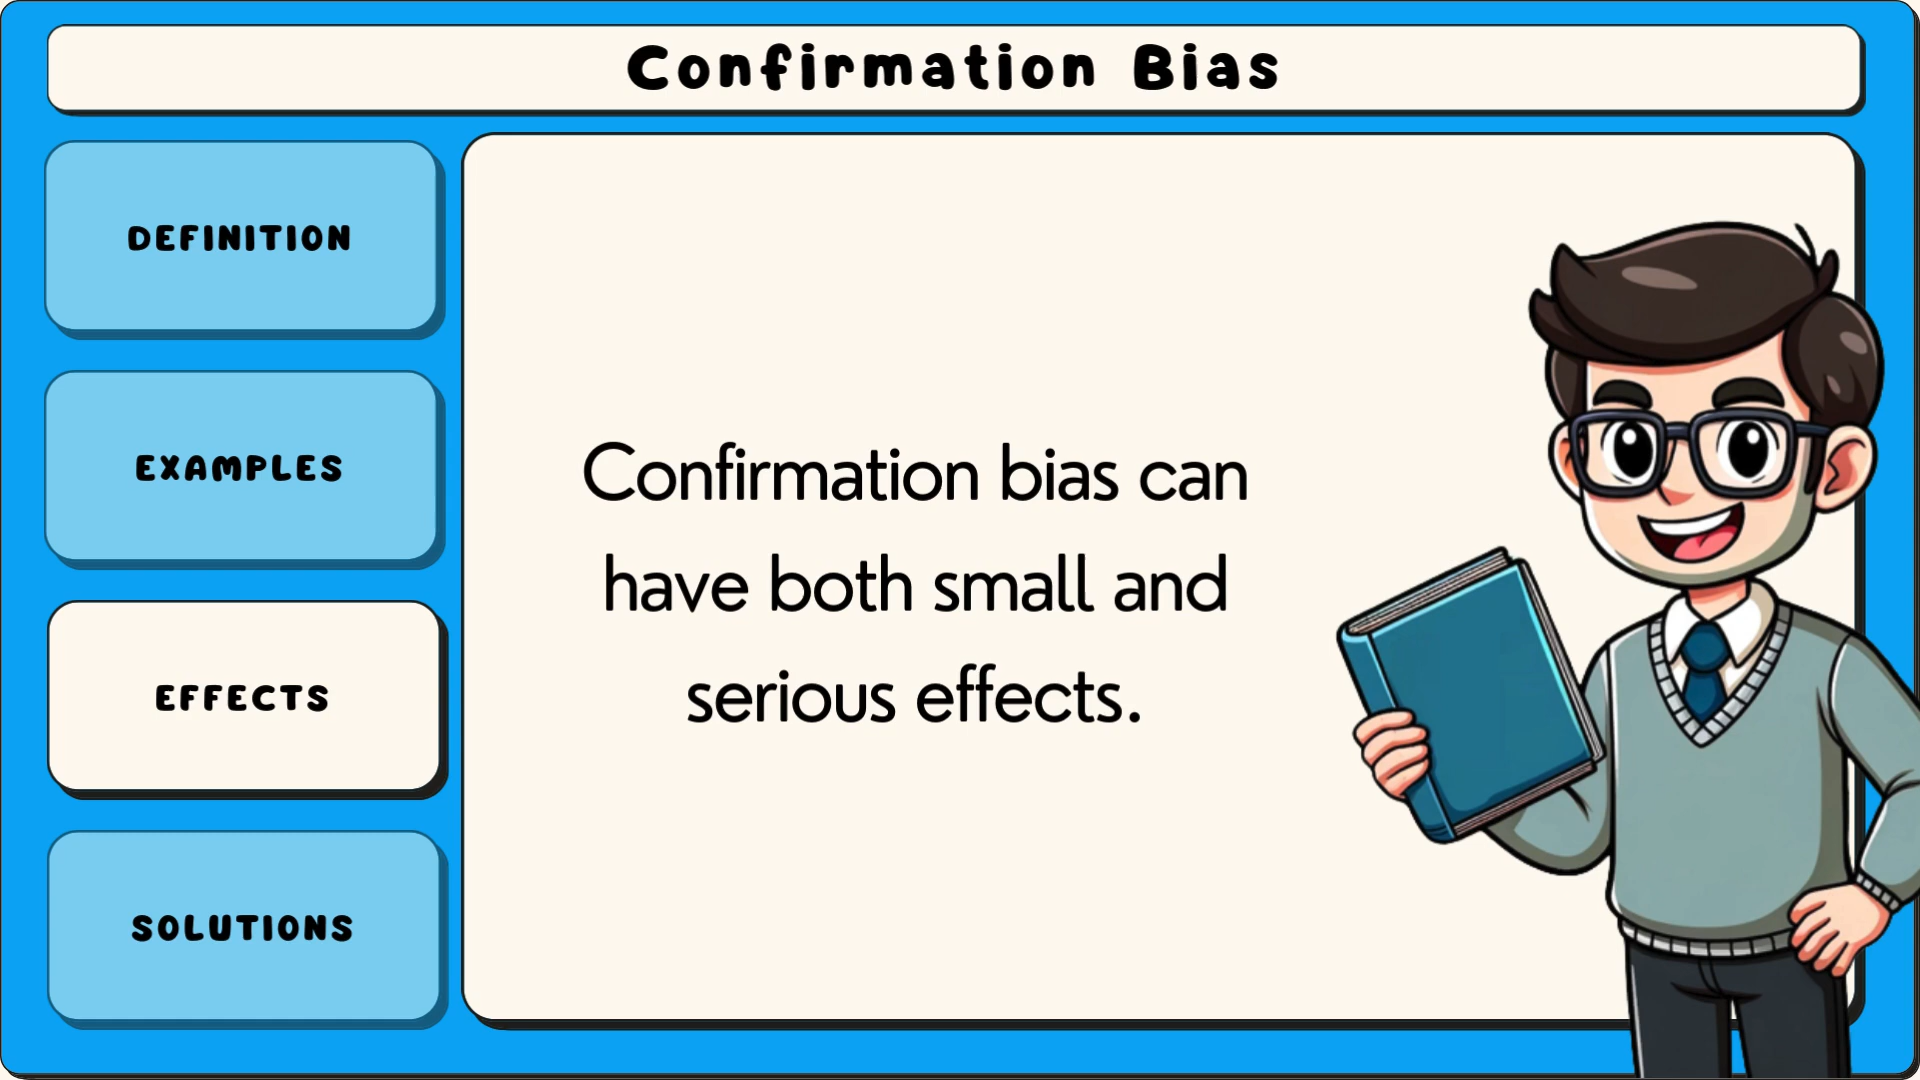 Confirmation Bias
DEFINITION
EXAMPLES
EFFECTS
SOLUTIONS
Confirmation bias can
have both small and
serious effects.